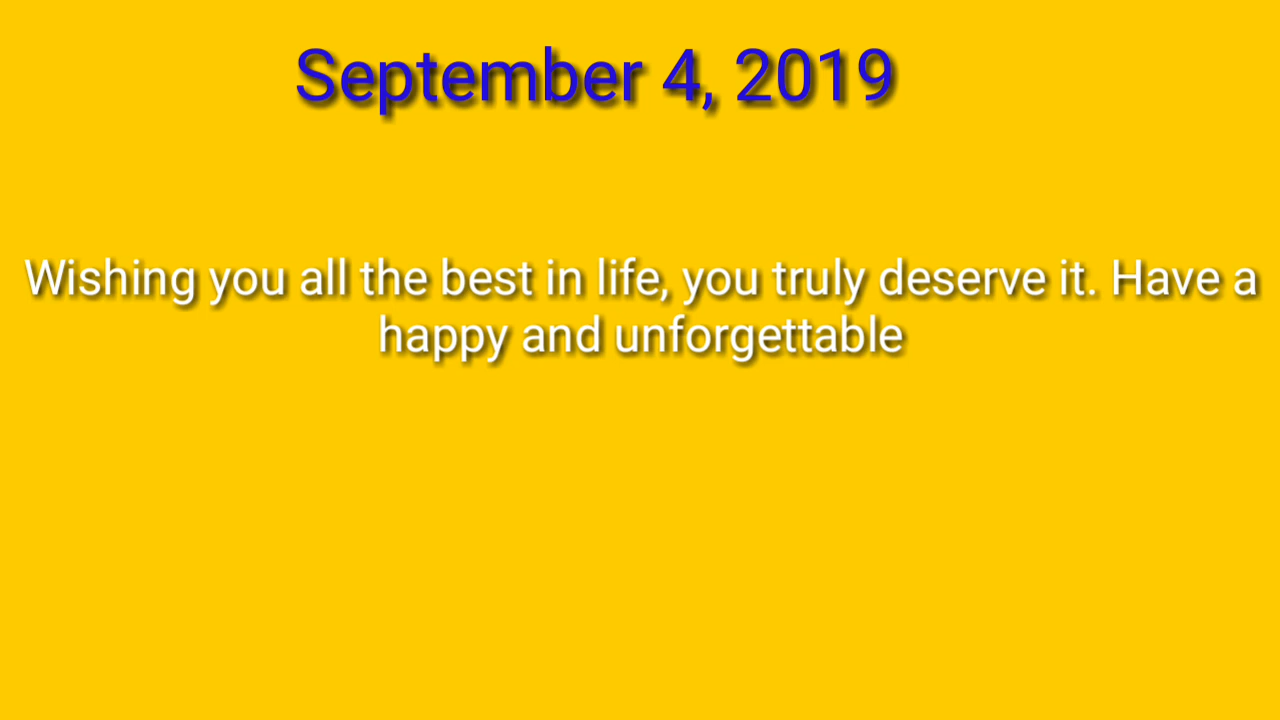 September 4, 2019
Wishing you all the best in life, you truly deserve it. Have a
happy and unforgettable